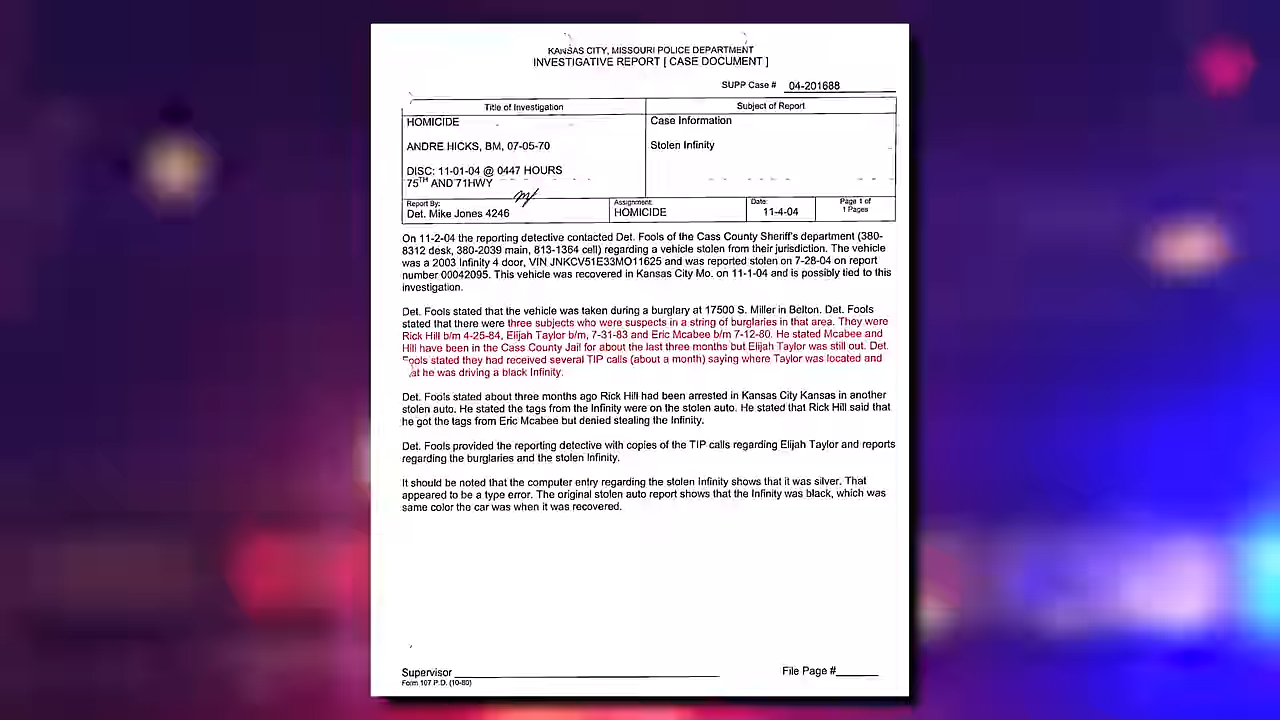 KANSAS CITY, MISSOURI POLICE DEPARTMENT
INVESTIGATIVE REPORT [ CASE DOCUMENT ]
SUPP Case # 04-201688
Title of Investigation
Subject of Report
HOMICIDE
Case Information
ANDRE HICKS, BM, 07-05-70
Stolen Infinity
DISC: 11-01-04 @ 0447 HOURS
75TH AND 71HWY
Report By:
Det. Mike Jones 4246
Assignment:
HOMICIDE
Date:
11-4-04
Page 1 of
1 Pages
On 11-2-04 the reporting detective contacted Det. Fools of the Cass County Sheriff's department (380-
8312 desk, 380-2039 main, 813-1364 cell) regarding a vehicle stolen from their jurisdiction. The vehicle
was a 2003 Infinity 4 door, VIN JNKCV51E33MO11625 and was reported stolen on 7-28-04 on report
number 00042095. This vehicle was recovered in Kansas City Mo. on 11-1-04 and is possibly tied to this
investigation.
Det. Fools stated that the vehicle was taken during a burglary at 17500 S. Miller in Belton. Det. Fools
stated that there were three subjects who were suspects in a string of burglaries in that area. They were
Rick Hill b/m 4-25-84, Elijah Taylor b/m, 7-31-83 and Eric Mcabee b/m 7-12-80. He stated Mcabee and
Hill have been in the Cass County Jail for about the last three months but Elijah Taylor was still out. Det.
Fools stated they had received several TIP calls (about a month) saying where Taylor was located and
at he was driving a black Infinity.
Det. Fools stated about three months ago Rick Hill had been arrested in Kansas City Kansas in another
stolen auto. He stated the tags from the Infinity were on the stolen auto. He stated that Rick Hill said that
he got the tags from Eric Mcabee but denied stealing the Infinity.
Det. Fools provided the reporting detective with copies of the TIP calls regarding Elijah Taylor and reports
regarding the burglaries and the stolen Infinity.
It should be noted that the computer entry regarding the stolen Infinity shows that it was silver. That
appeared to be a type error. The original stolen auto report shows that the Infinity was black, which was
same color the car was when it was recovered.
Supervisor
File Page #
Form 107 P.D. (10-80)